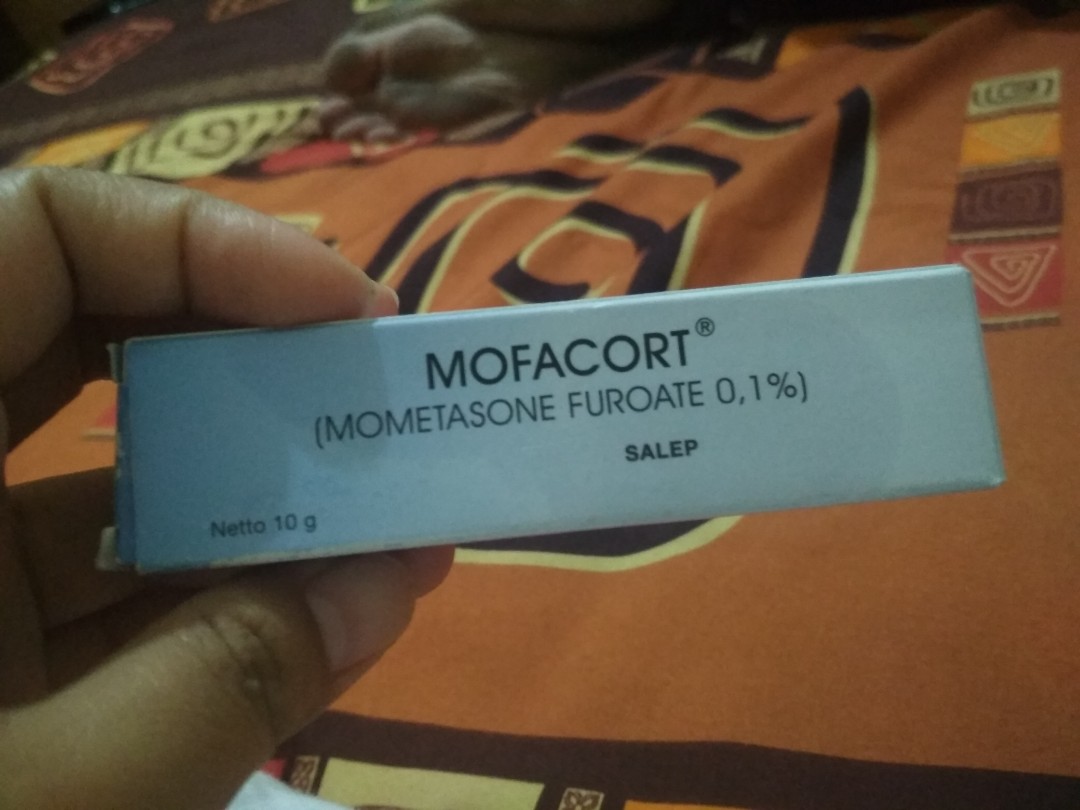 MOFACORT®
(MOMETASONE FUROATE 0,1%)
SALEP
Netto 10 g